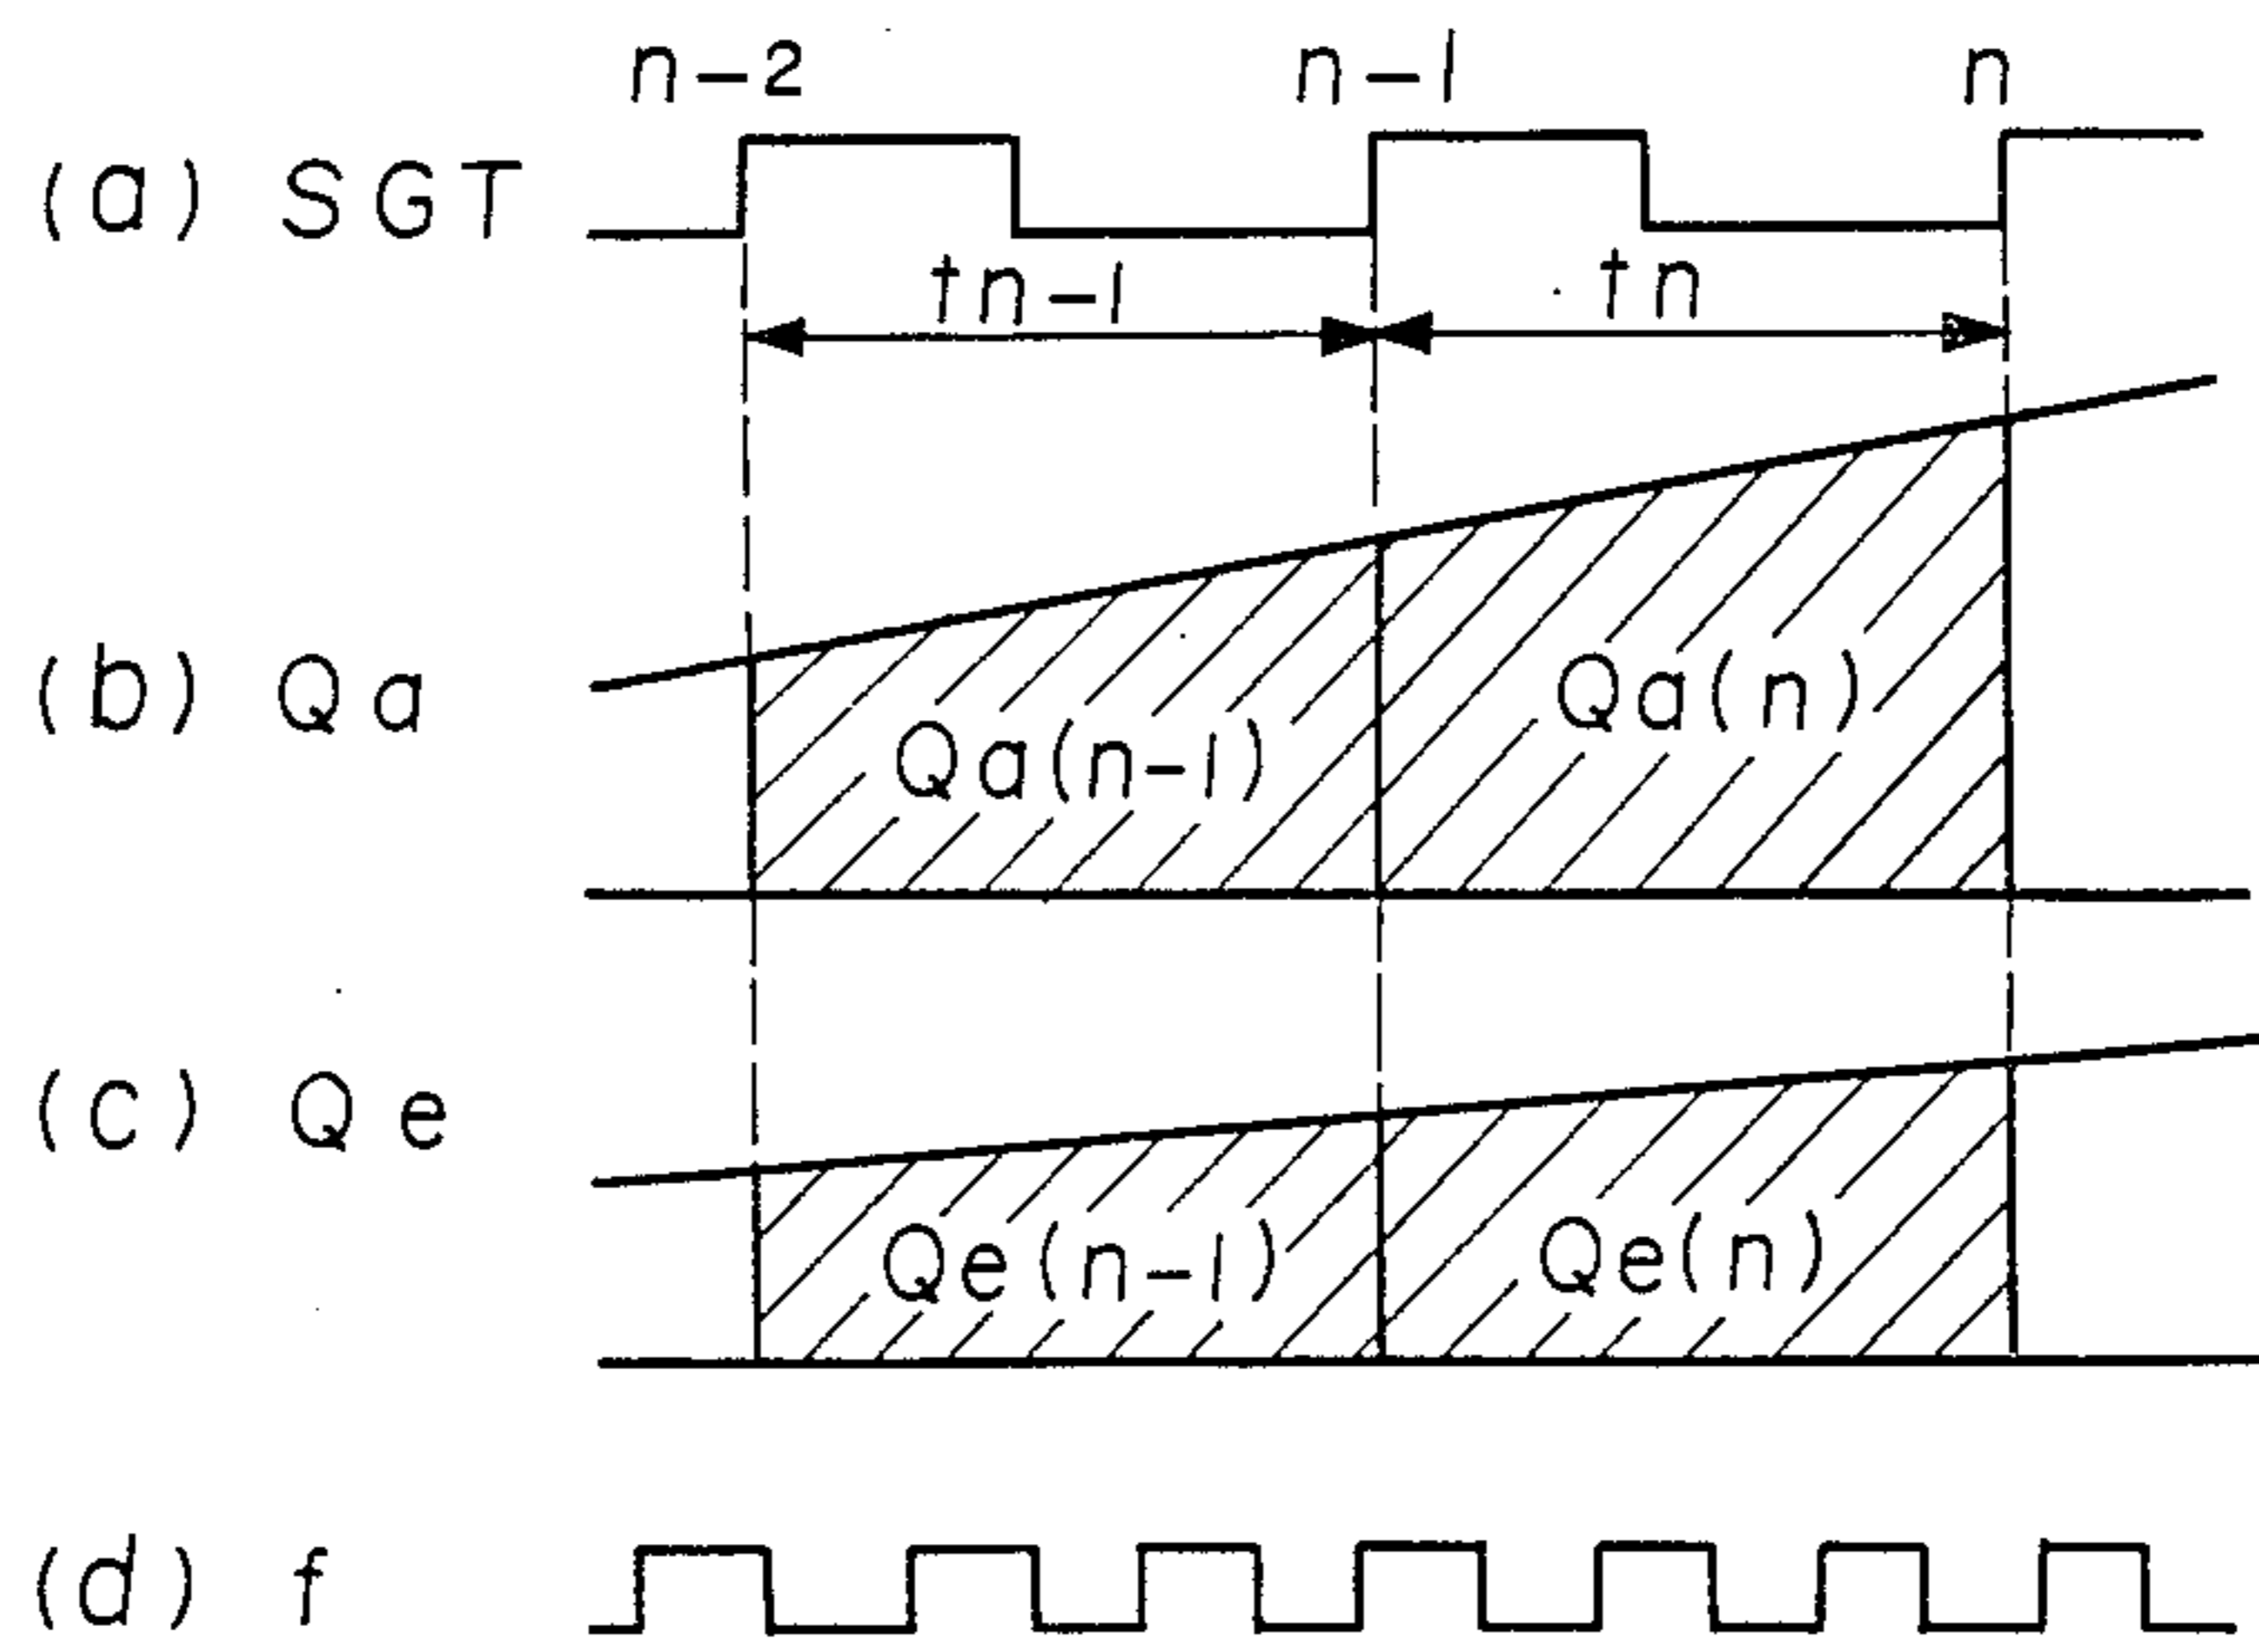 n-2 n-1 n
(a) SGT
tn-1 tn
(b) Qa
Qa(n-1) Qa(n)
(c) Qe
Qe(n-1) Qe(n)
(d) f